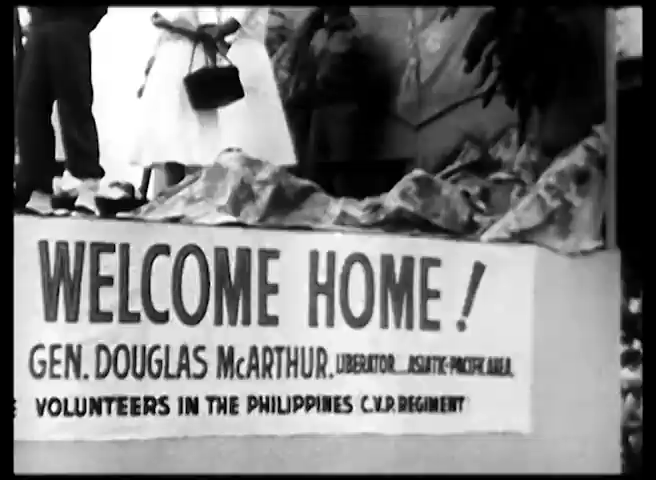 WELCOME HOME!
GEN. DOUGLAS McARTHUR. LIBERATOR ASIATIC-PACIFIC AREA.
VOLUNTEERS IN THE PHILIPPINES C.V.P. REGIMENT